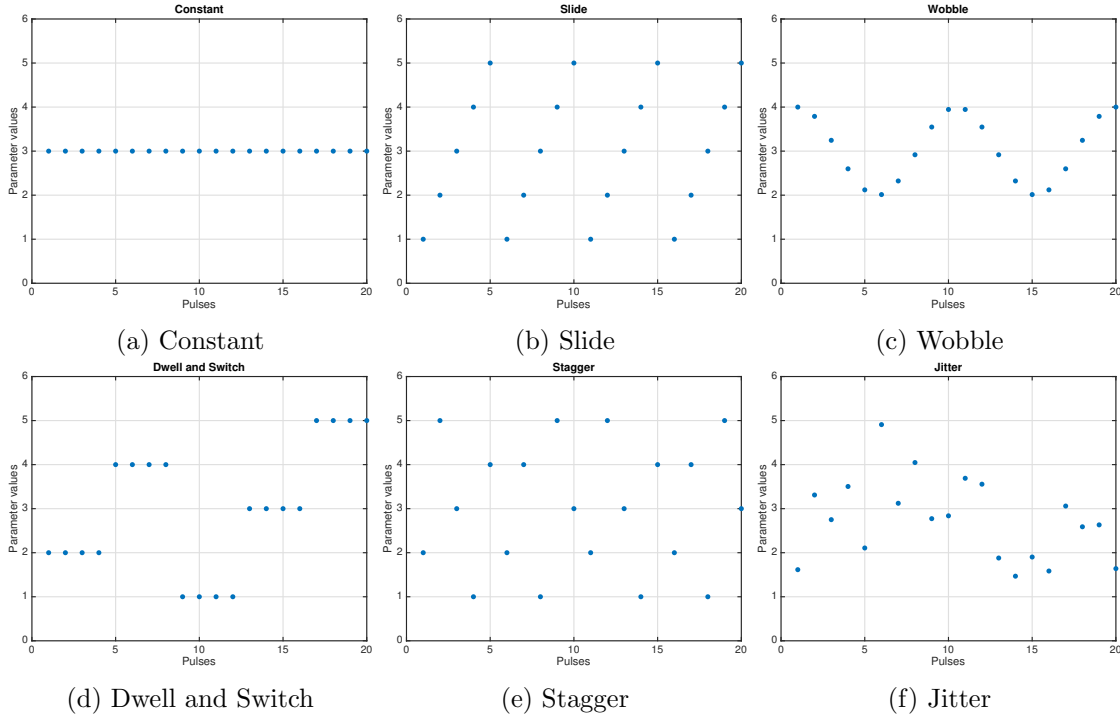 Constant
6
5
4
3
2
1
0
Parameter values
0 5 10 15 20
Pulses
(a) Constant
Slide
6
5
4
3
2
1
0
Parameter values
0 5 10 15 20
Pulses
(b) Slide
Wobble
6
5
4
3
2
1
0
Parameter values
0 5 10 15 20
Pulses
(c) Wobble
Dwell and Switch
6
5
4
3
2
1
0
Parameter values
0 5 10 15 20
Pulses
(d) Dwell and Switch
Stagger
6
5
4
3
2
1
0
Parameter values
0 5 10 15 20
Pulses
(e) Stagger
Jitter
6
5
4
3
2
1
0
Parameter values
0 5 10 15 20
Pulses
(f) Jitter